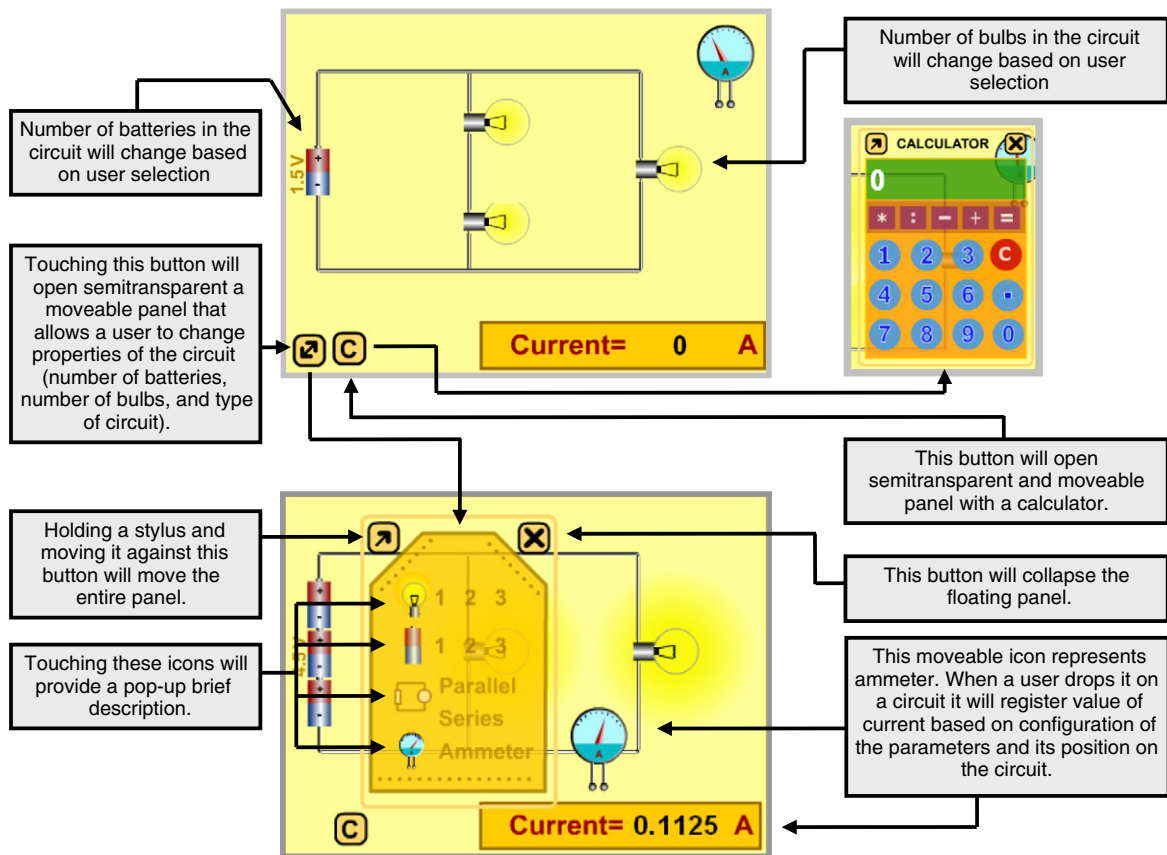 Number of batteries in the
circuit will change based
on user selection
Touching this button will
open semitransparent a
moveable panel that
allows a user to change
properties of the circuit
(number of batteries,
number of bulbs, and type
of circuit).
1.5V
+
-
A
C
Current= 0 A
Number of bulbs in the circuit
will change based on user
selection
CALCULATOR
0
* : − + =
1 2 3 C
4 5 6 .
7 8 9 0
This button will open
semitransparent and moveable
panel with a calculator.
Holding a stylus and
moving it against this
button will move the
entire panel.
Touching these icons will
provide a pop-up brief
description.
4.5V
+
-
+
-
+
-
1 2 3
1 2 3
Parallel
Series
Ammeter
A
C
Current= 0.1125 A
This button will collapse the
floating panel.
This moveable icon represents
ammeter. When a user drops it on
a circuit it will register value of
current based on configuration of
the parameters and its position on
the circuit.